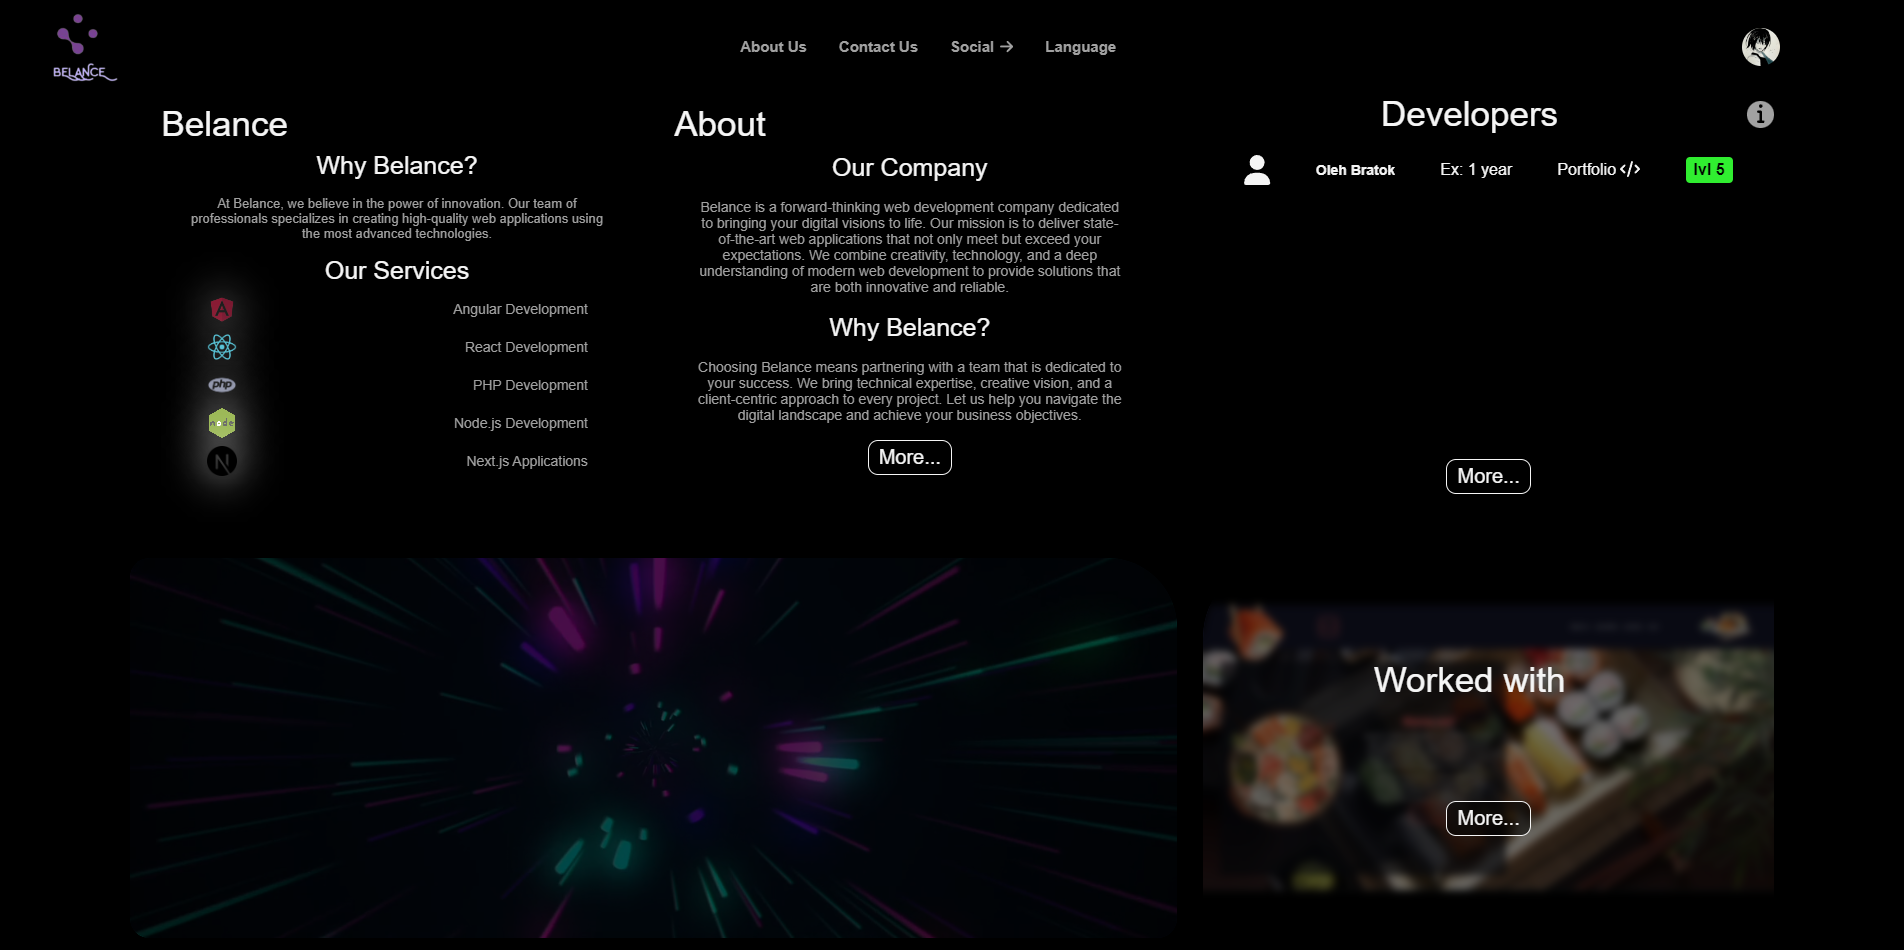 BELANCE
About Us
Contact Us
Social
Language
Belance
Why Belance?
At Belance, we believe in the power of innovation. Our team of
professionals specializes in creating high-quality web applications using
the most advanced technologies.
Our Services
Angular Development
React Development
php
PHP Development
node
Node.js Development
N
Next.js Applications
About
Our Company
Belance is a forward-thinking web development company dedicated
to bringing your digital visions to life. Our mission is to deliver state-
of-the-art web applications that not only meet but exceed your
expectations. We combine creativity, technology, and a deep
understanding of modern web development to provide solutions that
are both innovative and reliable.
Why Belance?
Choosing Belance means partnering with a team that is dedicated to
your success. We bring technical expertise, creative vision, and a
client-centric approach to every project. Let us help you navigate the
digital landscape and achieve your business objectives.
More...
Developers
Oleh Bratok
Ex: 1 year
Portfolio </>
lvl 5
More...
Worked with
More...